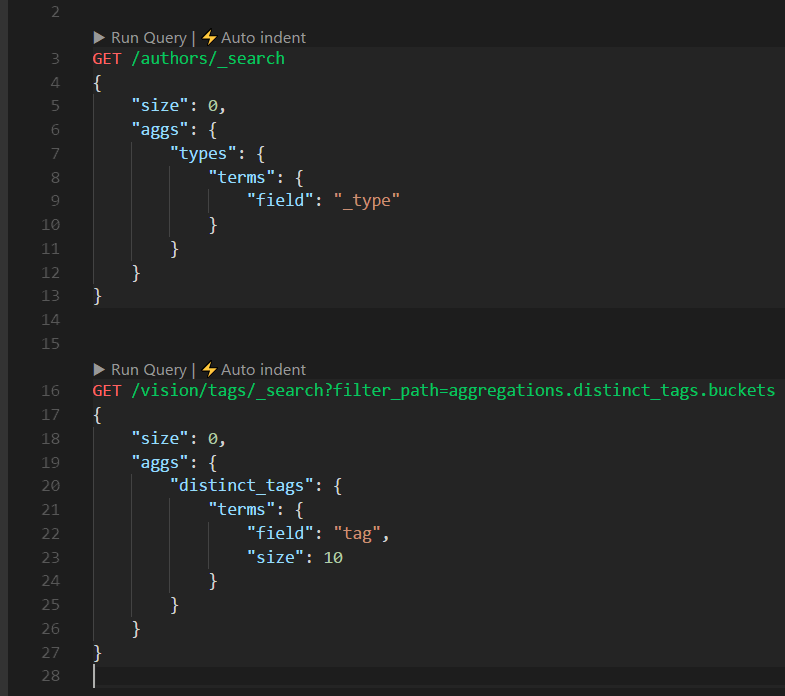 2
▶ Run Query | ⚡ Auto indent
3 GET /authors/_search
4 {
5     "size": 0,
6     "aggs": {
7         "types": {
8             "terms": {
9                 "field": "_type"
10             }
11         }
12     }
13 }
14
15
▶ Run Query | ⚡ Auto indent
16 GET /vision/tags/_search?filter_path=aggregations.distinct_tags.buckets
17 {
18     "size": 0,
19     "aggs": {
20         "distinct_tags": {
21             "terms": {
22                 "field": "tag",
23                 "size": 10
24             }
25         }
26     }
27 }
28